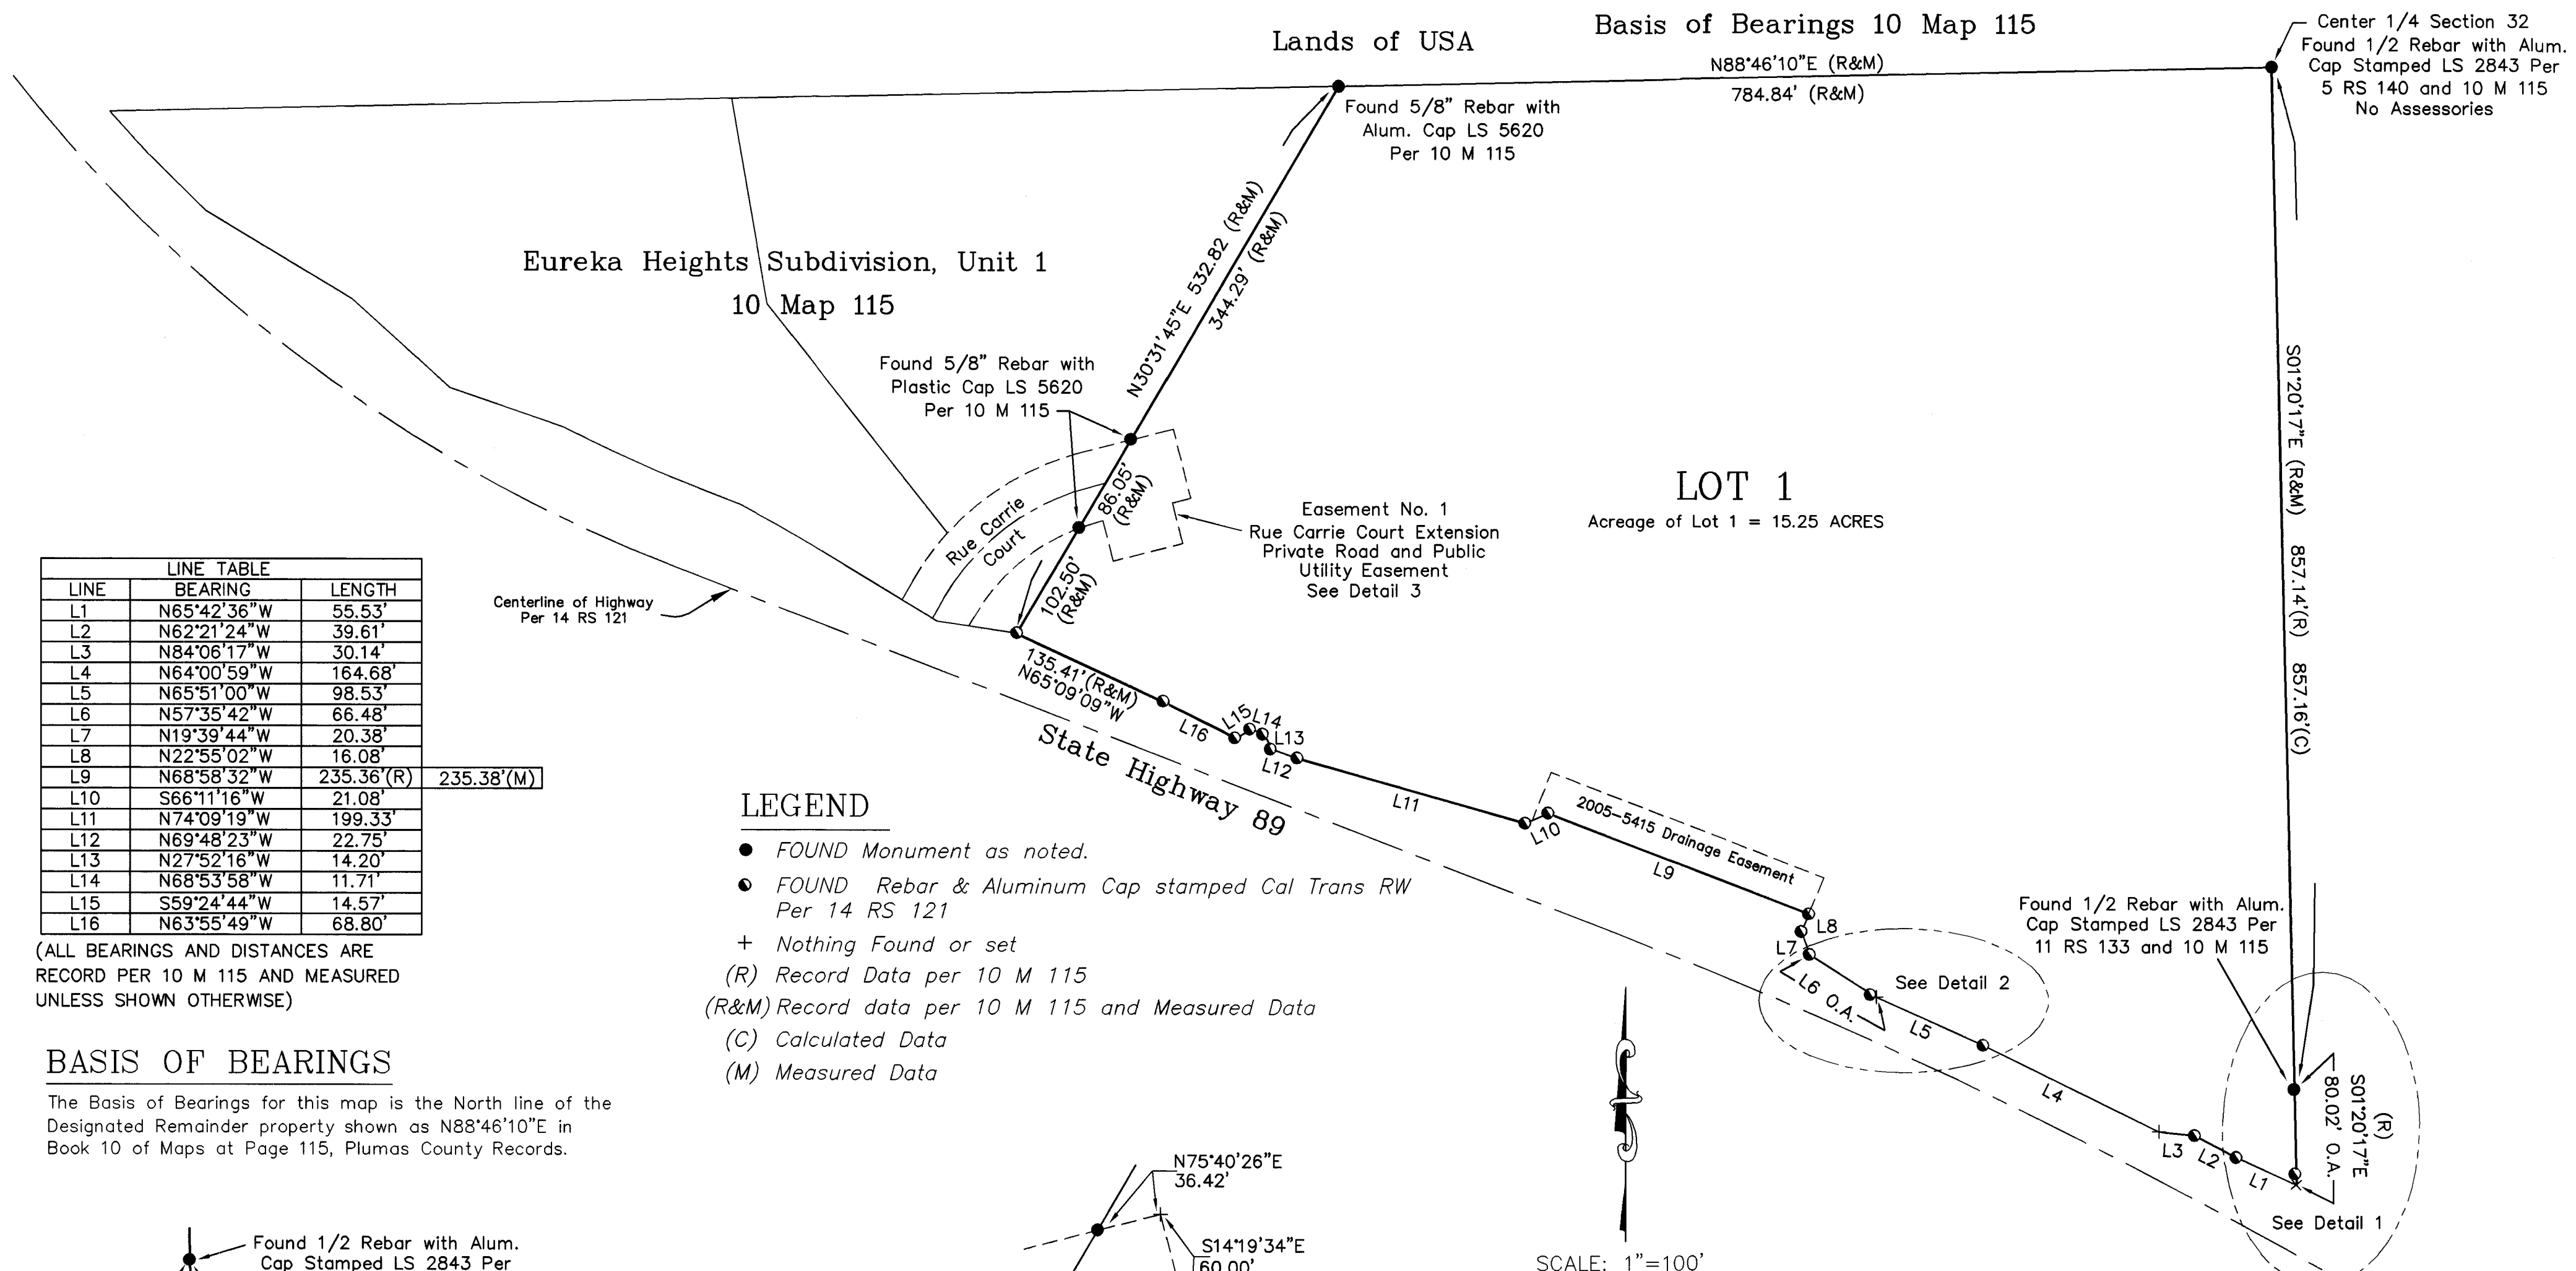 Lands of USA
Basis of Bearings 10 Map 115
N88°46'10"E (R&M)
784.84' (R&M)
Center 1/4 Section 32
Found 1/2 Rebar with Alum.
Cap Stamped LS 2843 Per
5 RS 140 and 10 M 115
No Assessories
Found 5/8" Rebar with
Alum. Cap LS 5620
Per 10 M 115
N30°31'45"E 532.82 (R&M)
344.29' (R&M)
Eureka Heights Subdivision, Unit 1
10 Map 115
Found 5/8" Rebar with
Plastic Cap LS 5620
Per 10 M 115
86.05'
(R&M)
Rue Carrie
Court
102.50'
(R&M)
Easement No. 1
Rue Carrie Court Extension
Private Road and Public
Utility Easement
See Detail 3
LOT 1
Acreage of Lot 1 = 15.25 ACRES
S01°20'17"E (R&M) 857.14'(R) 857.16'(C)
Centerline of Highway
Per 14 RS 121
135.41'(R&M)
N65°09'09"W
State Highway 89
L16
L15
L14
L13
L12
L11
L10
2005-5415 Drainage Easement
L9
L8
L7
L6 O.A.
See Detail 2
L5
L4
L3
L2
L1
Found 1/2 Rebar with Alum.
Cap Stamped LS 2843 Per
11 RS 133 and 10 M 115
(R)
S01°20'17"E
80.02' O.A.
See Detail 1
LINE TABLE
LINE BEARING LENGTH
L1 N65°42'36"W 55.53'
L2 N62°21'24"W 39.61'
L3 N84°06'17"W 30.14'
L4 N64°00'59"W 164.68'
L5 N65°51'00"W 98.53'
L6 N57°35'42"W 66.48'
L7 N19°39'44"W 20.38'
L8 N22°55'02"W 16.08'
L9 N68°58'32"W 235.36'(R) 235.38'(M)
L10 S66°11'16"W 21.08'
L11 N74°09'19"W 199.33'
L12 N69°48'23"W 22.75'
L13 N27°52'16"W 14.20'
L14 N68°53'58"W 11.71'
L15 S59°24'44"W 14.57'
L16 N63°55'49"W 68.80'
(ALL BEARINGS AND DISTANCES ARE
RECORD PER 10 M 115 AND MEASURED
UNLESS SHOWN OTHERWISE)
LEGEND
FOUND Monument as noted.
FOUND Rebar & Aluminum Cap stamped Cal Trans RW
Per 14 RS 121
+ Nothing Found or set
(R) Record Data per 10 M 115
(R&M) Record data per 10 M 115 and Measured Data
(C) Calculated Data
(M) Measured Data
BASIS OF BEARINGS
The Basis of Bearings for this map is the North line of the
Designated Remainder property shown as N88°46'10"E in
Book 10 of Maps at Page 115, Plumas County Records.
Found 1/2 Rebar with Alum.
Cap Stamped LS 2843 Per
N75°40'26"E
36.42'
S14°19'34"E
60.00'
SCALE: 1"=100'